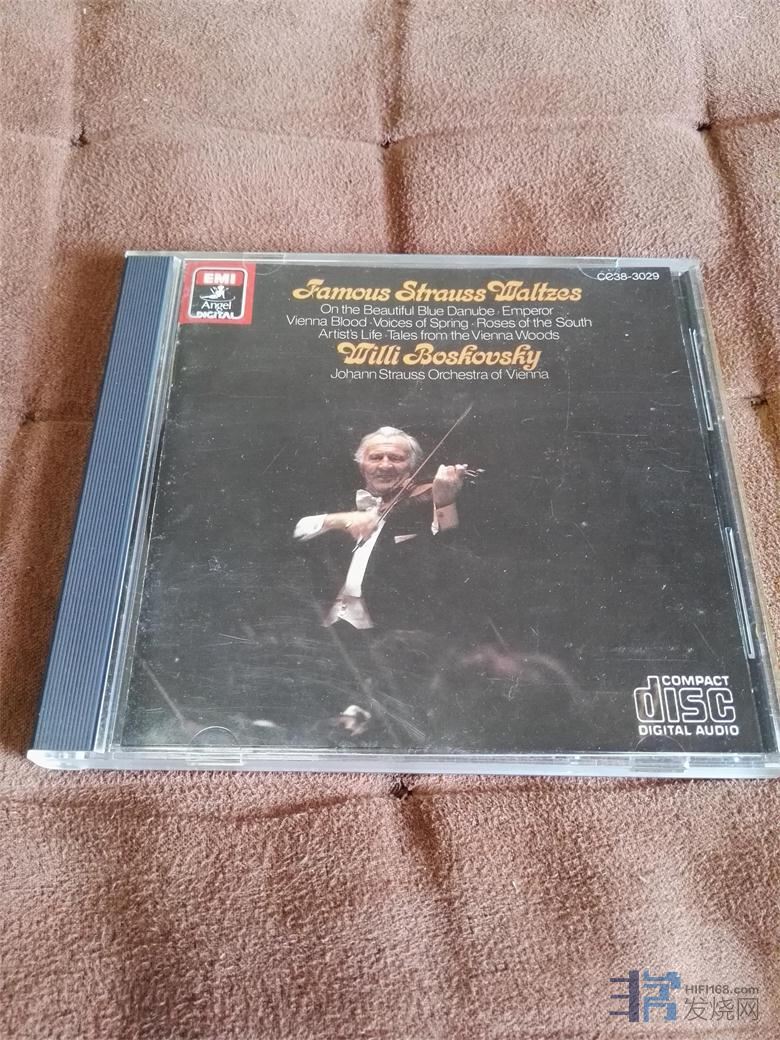 EMI
Angel
DIGITAL
CC38-3029
Famous Strauss Waltzes
On the Beautiful Blue Danube · Emperor
Vienna Blood · Voices of Spring · Roses of the South
Artist's Life · Tales from the Vienna Woods
Willi Boskovsky
Johann Strauss Orchestra of Vienna
COMPACT
disc
DIGITAL AUDIO
HIFI168.com
发烧网